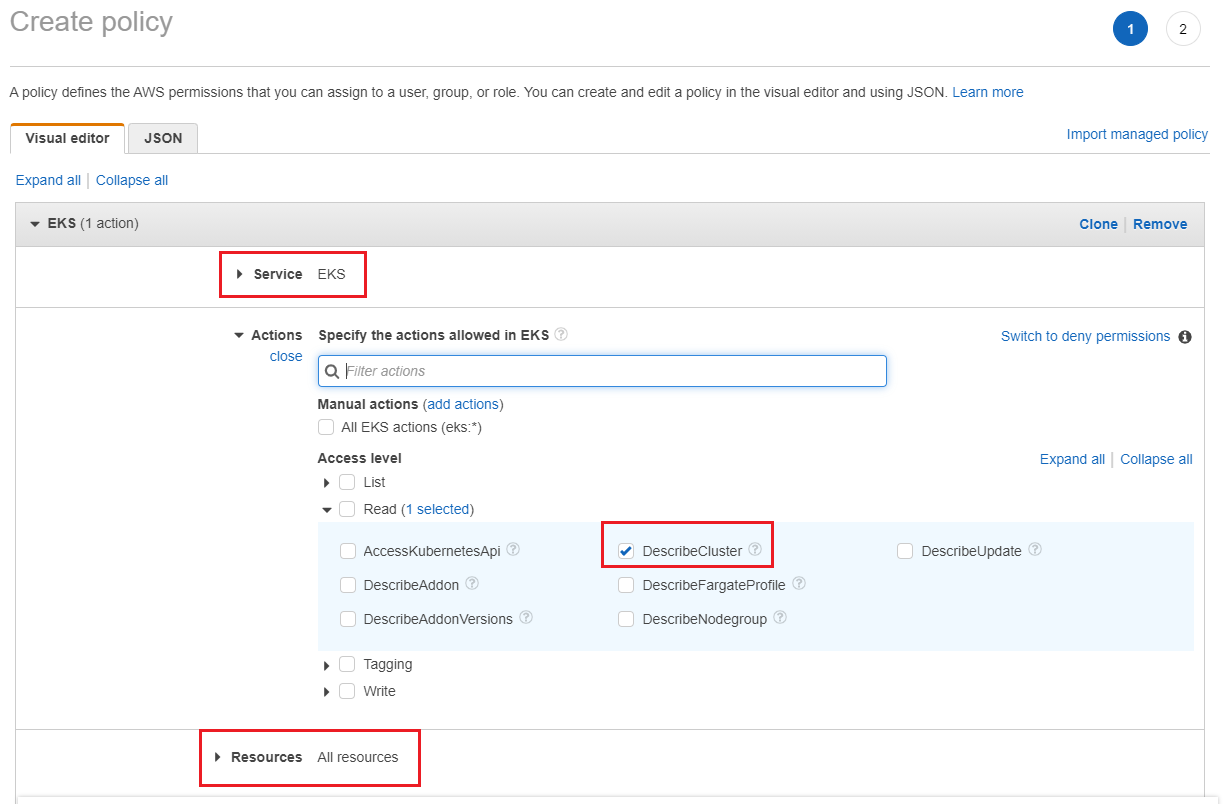 Create policy
1 2
A policy defines the AWS permissions that you can assign to a user, group, or role. You can create and edit a policy in the visual editor and using JSON. Learn more
Visual editor JSON Import managed policy
Expand all | Collapse all
EKS (1 action) Clone | Remove
Service EKS
Actions Specify the actions allowed in EKS ? Switch to deny permissions i
close
Filter actions
Manual actions (add actions)
All EKS actions (eks:*)
Access level Expand all | Collapse all
List
Read (1 selected)
AccessKubernetesApi ? DescribeCluster ? DescribeUpdate ?
DescribeAddon ? DescribeFargateProfile ?
DescribeAddonVersions ? DescribeNodegroup ?
Tagging
Write
Resources All resources